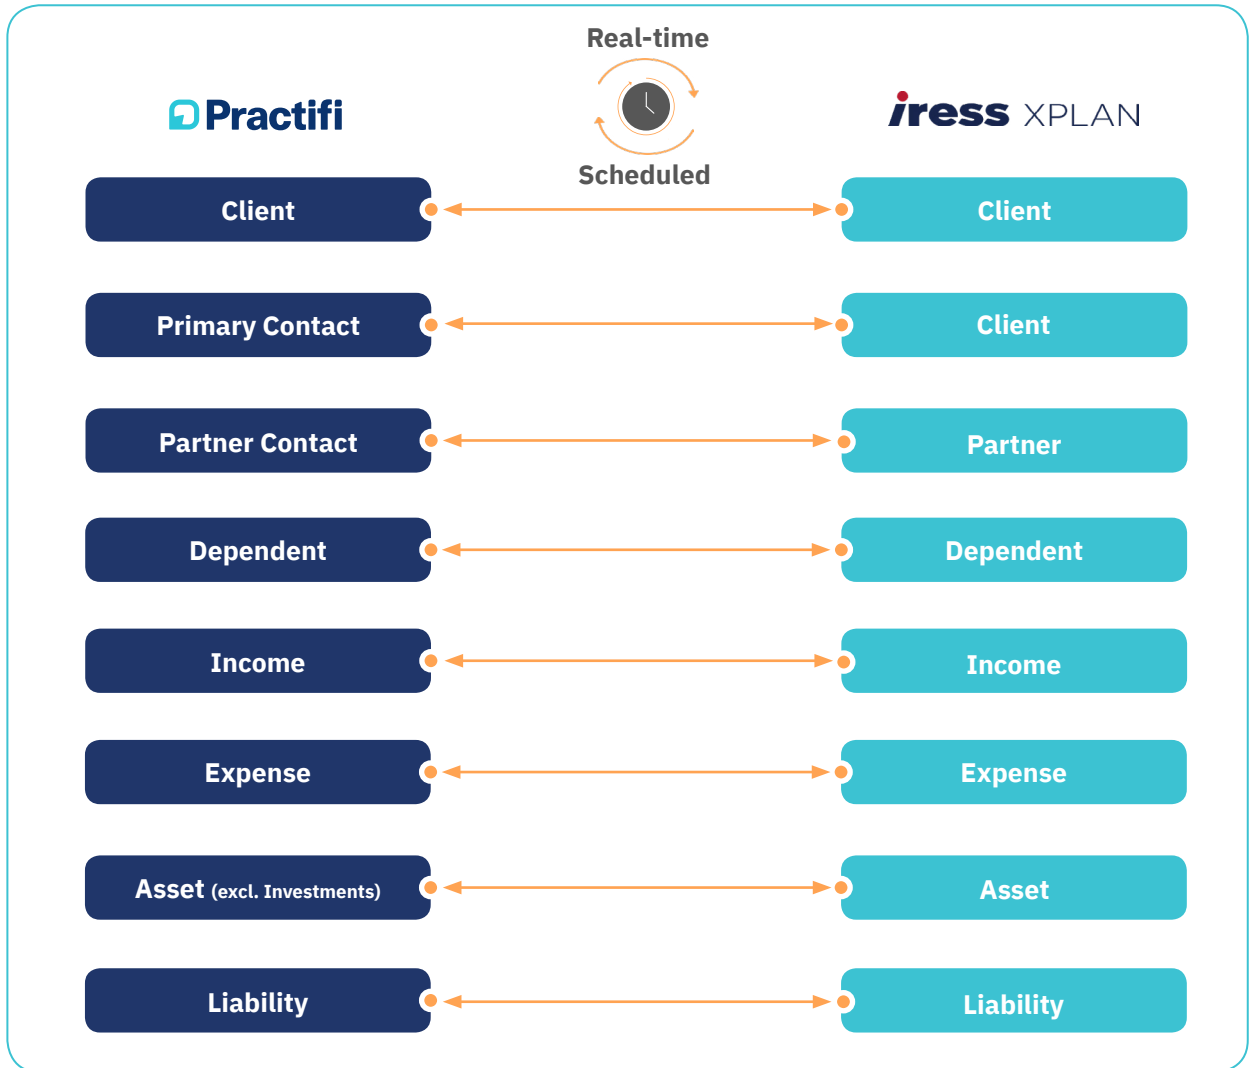 Real-time
Practifi
iress XPLAN
Scheduled
Client
Client
Primary Contact
Client
Partner Contact
Partner
Dependent
Dependent
Income
Income
Expense
Expense
Asset (excl. Investments)
Asset
Liability
Liability